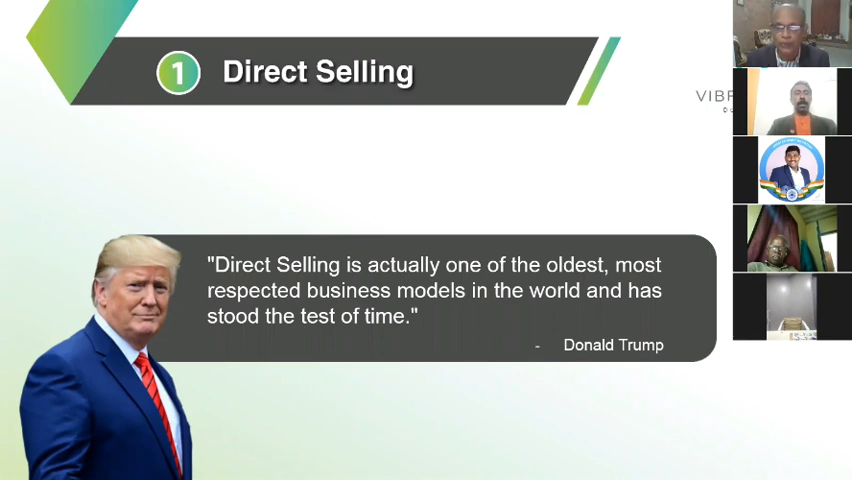 1 Direct Selling
VIBR
"Direct Selling is actually one of the oldest, most
respected business models in the world and has
stood the test of time."
- Donald Trump